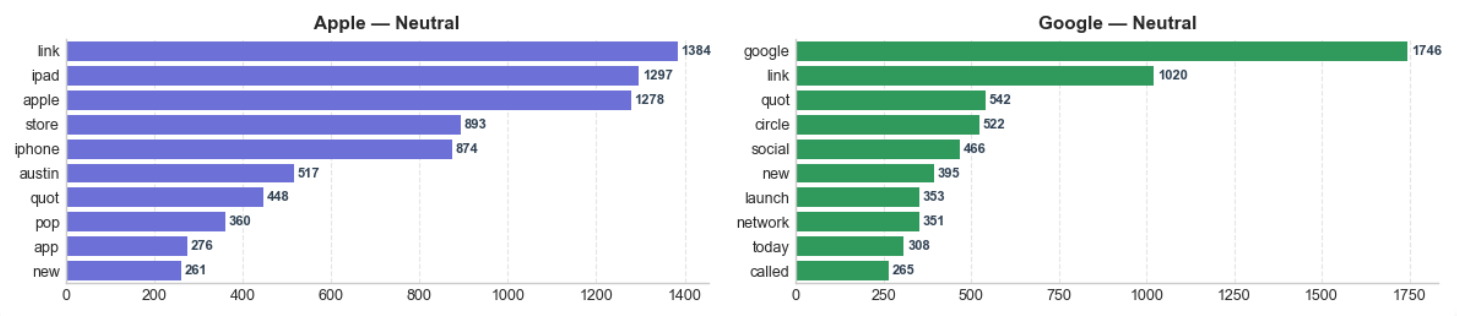 Apple — Neutral
link 1384
ipad 1297
apple 1278
store 893
iphone 874
austin 517
quot 448
pop 360
app 276
new 261
0 200 400 600 800 1000 1200 1400
Google — Neutral
google 1746
link 1020
quot 542
circle 522
social 466
new 395
launch 353
network 351
today 308
called 265
0 250 500 750 1000 1250 1500 1750